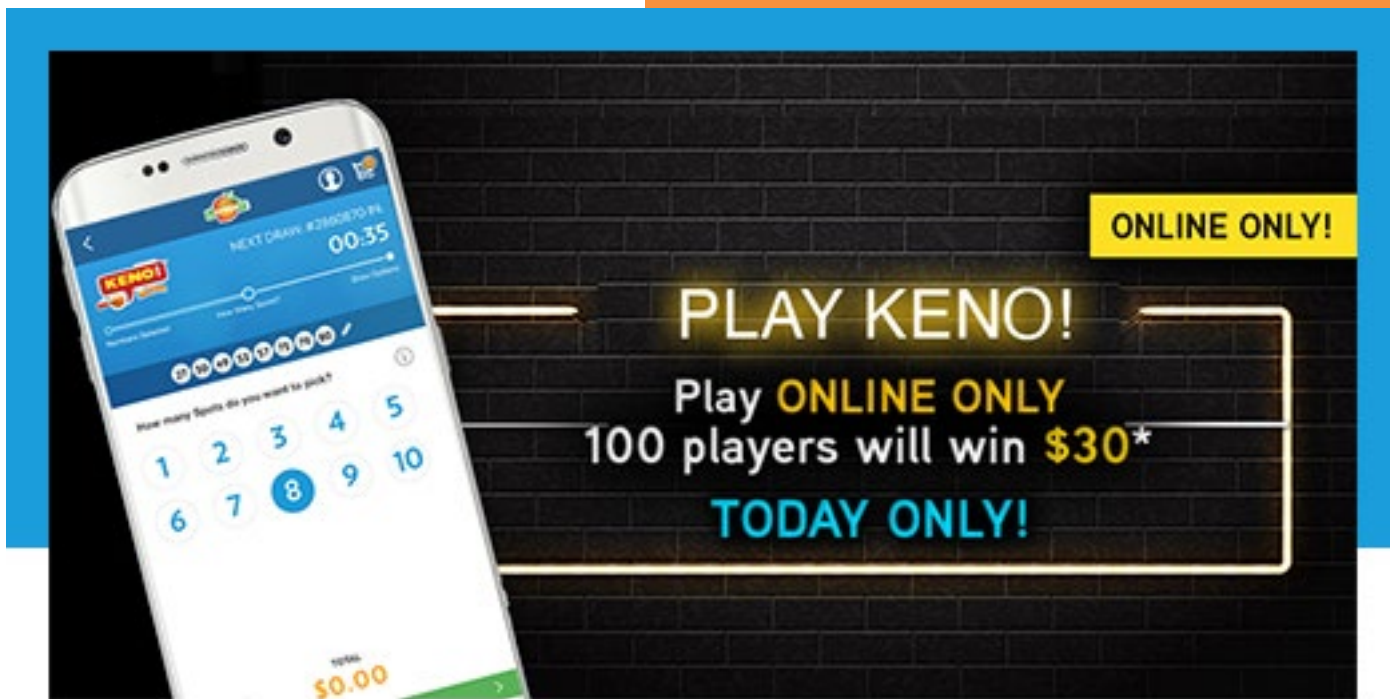 ONLINE ONLY!
PLAY KENO!
Play ONLINE ONLY
100 players will win $30*
TODAY ONLY!
NEXT DRAW: #2660870 IN:
00:35
KENO!
How many Spots do you want to pick?
1 2 3 4 5
6 7 8 9 10
TOTAL
$0.00